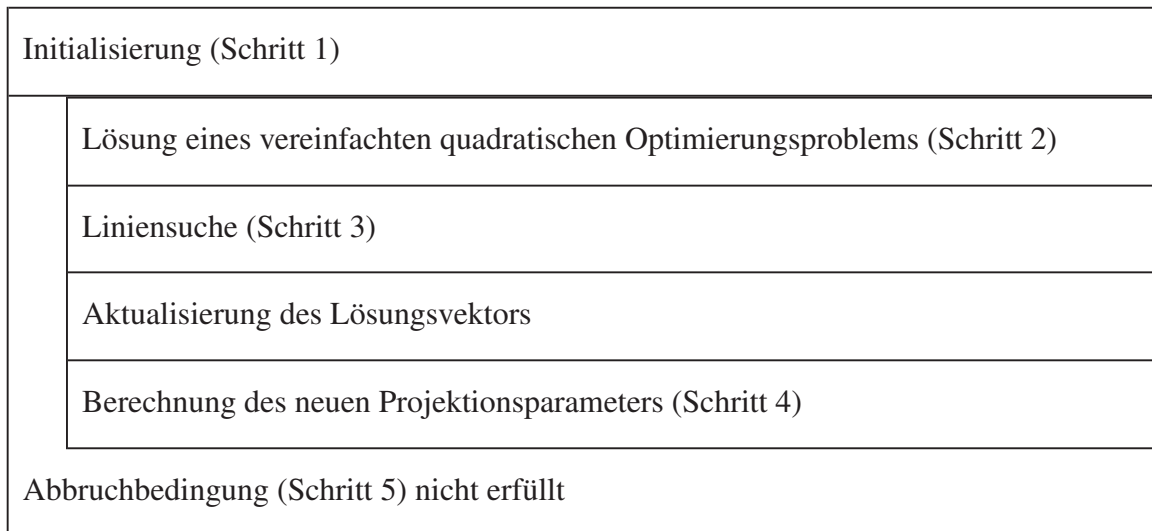 Initialisierung (Schritt 1)
Lösung eines vereinfachten quadratischen Optimierungsproblems (Schritt 2)
Liniensuche (Schritt 3)
Aktualisierung des Lösungsvektors
Berechnung des neuen Projektionsparameters (Schritt 4)
Abbruchbedingung (Schritt 5) nicht erfüllt